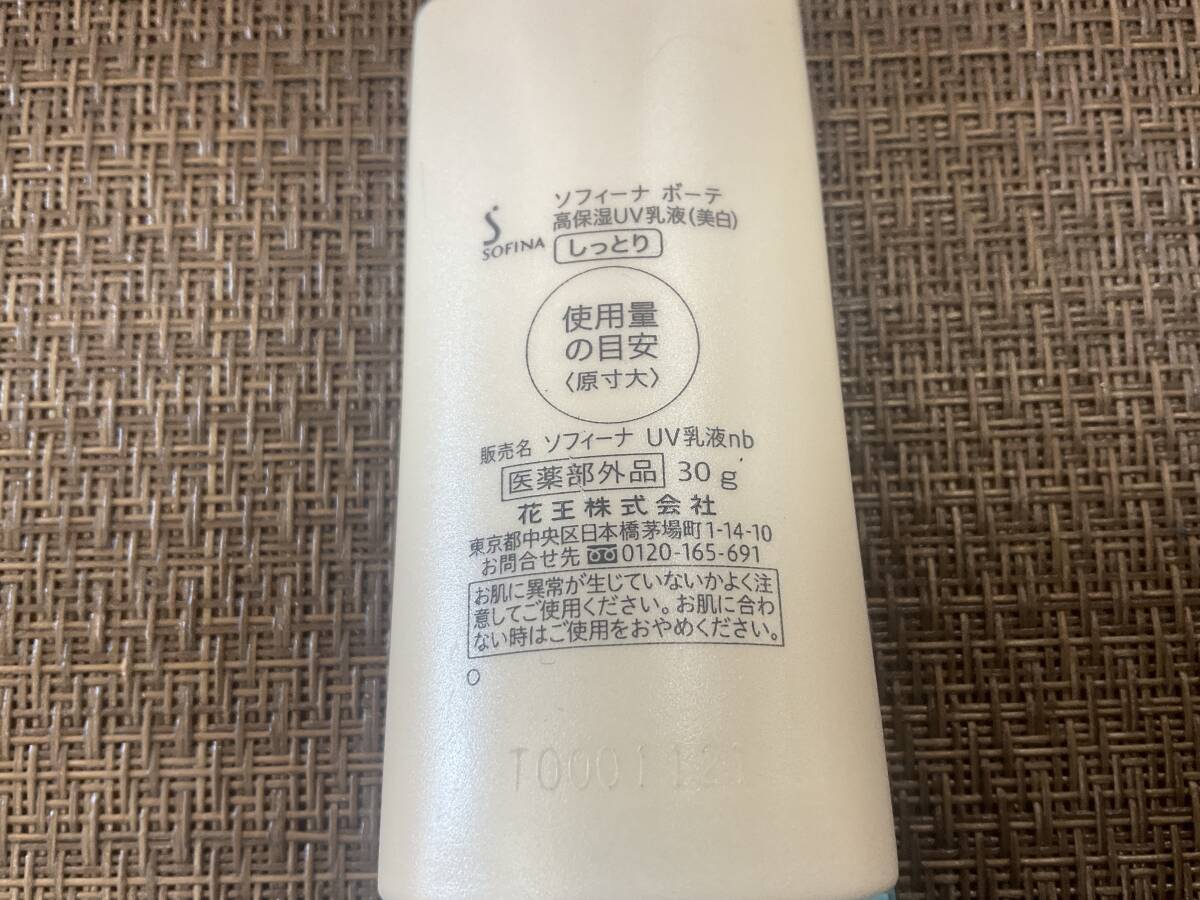 ソフィーナ ボーテ
高保湿UV乳液(美白)
SOFINA
しっとり
使用量
の目安
〈原寸大〉
販売名 ソフィーナ UV乳液nb
医薬部外品 30g
花王株式会社
東京都中央区日本橋茅場町1-14-10
お問合せ先 0120-165-691
お肌に異常が生じていないかよく注
意してご使用ください。お肌に合わ
ない時はご使用をおやめください。
T0001121